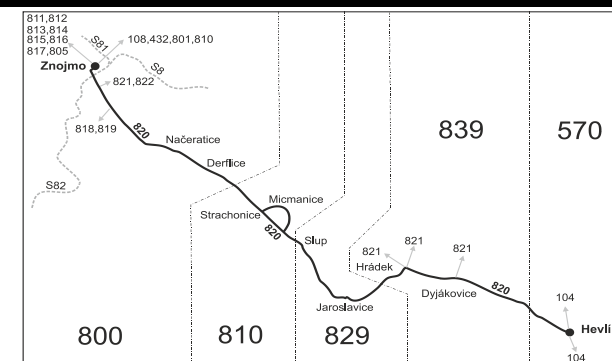 811,812
813,814
815,816
817,805
S81
108,432,801,810
Znojmo
S8
821,822
818,819
820
Načeratice
839
570
Derflice
S82
Micmanice
Strachonice
820
Slup
821
821
821
Hrádek
Dyjákovice
820
Jaroslavice
104
Hevlí
800
810
829
104